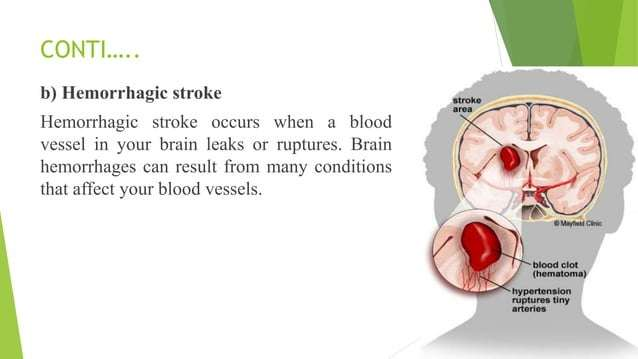 CONTI…..
b) Hemorrhagic stroke
Hemorrhagic stroke occurs when a blood
vessel in your brain leaks or ruptures. Brain
hemorrhages can result from many conditions
that affect your blood vessels.
stroke
area
© Mayfield Clinic
blood clot
(hematoma)
hypertension
ruptures tiny
arteries